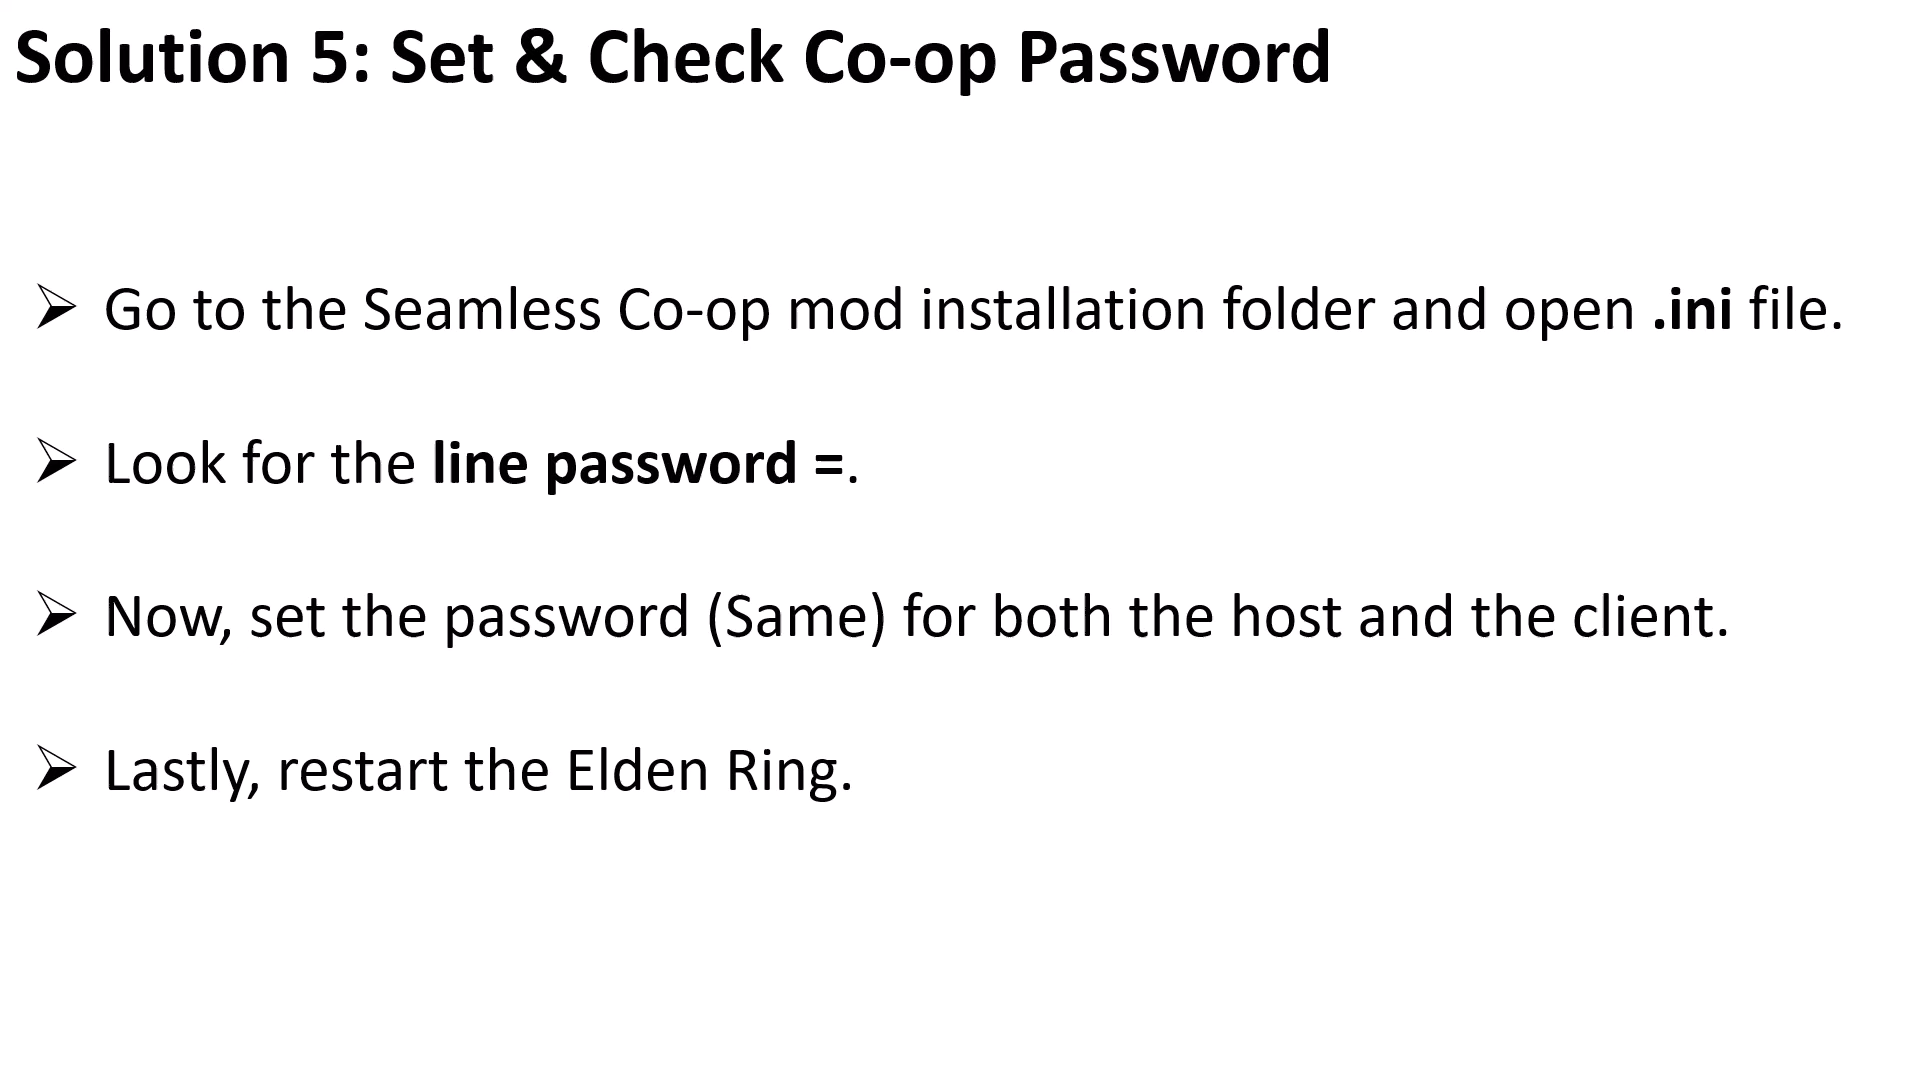 Solution 5: Set & Check Co-op Password
➢ Go to the Seamless Co-op mod installation folder and open .ini file.
➢ Look for the line password =.
➢ Now, set the password (Same) for both the host and the client.
➢ Lastly, restart the Elden Ring.